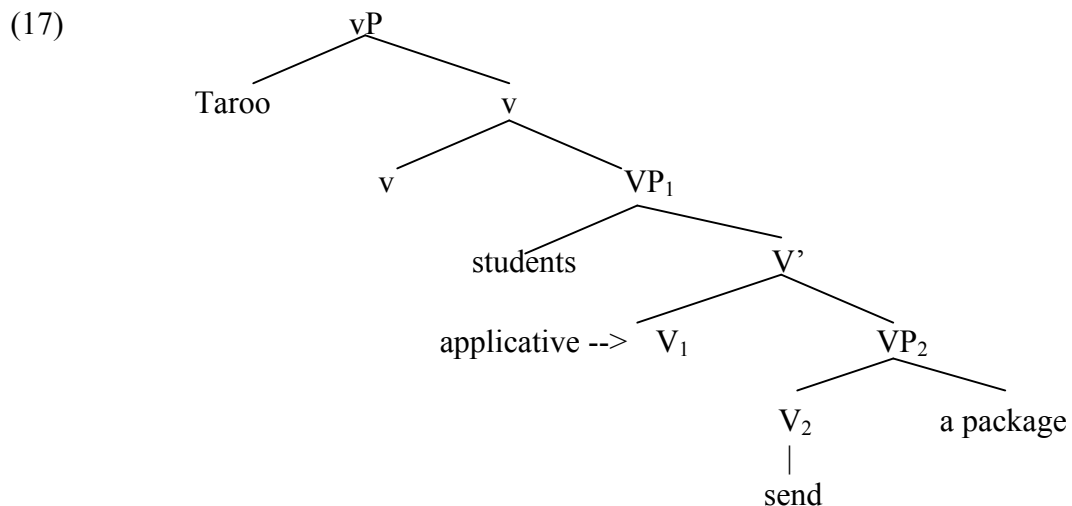 (17) vP
Taroo v
v VP₁
students V’
applicative --> V₁ VP₂
V₂ a package
|
send